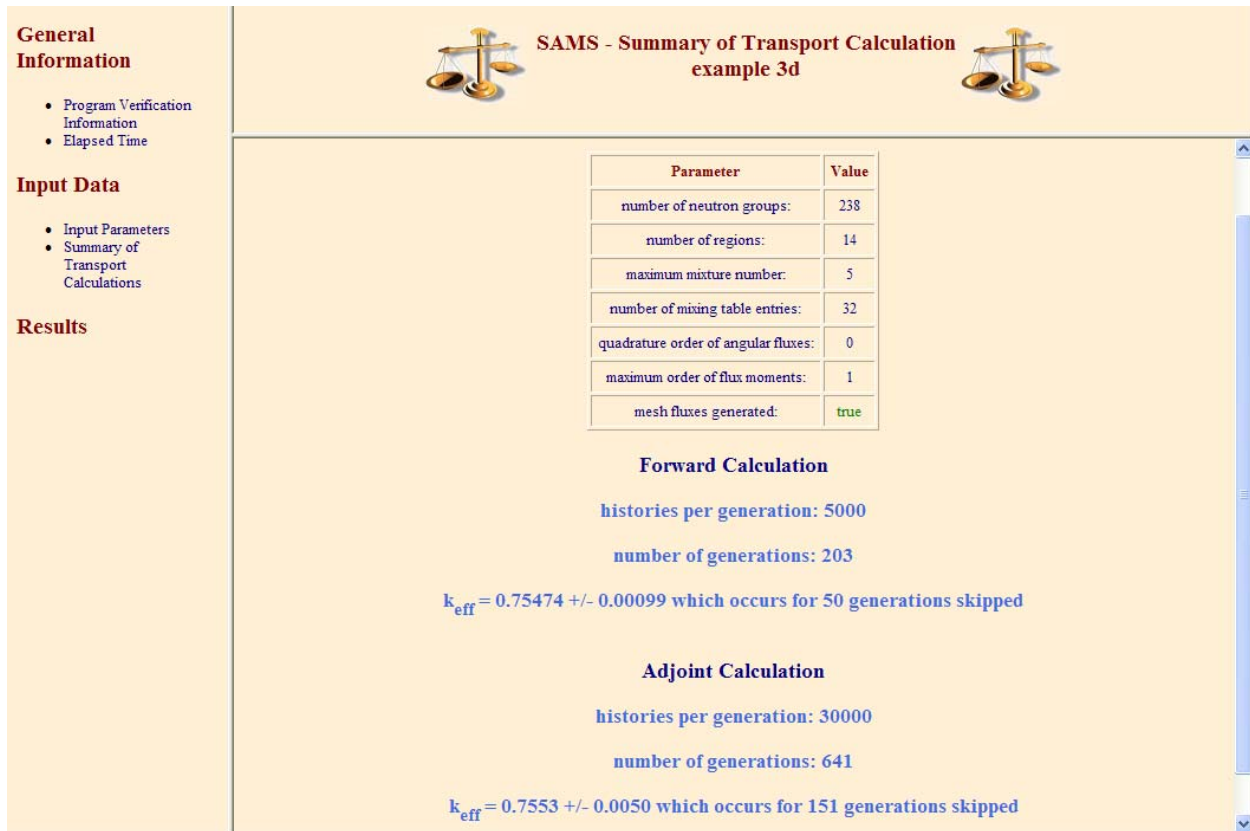 General
Information
• Program Verification
Information
• Elapsed Time
Input Data
• Input Parameters
• Summary of
Transport
Calculations
Results
SAMS - Summary of Transport Calculation
example 3d
Parameter Value
number of neutron groups: 238
number of regions: 14
maximum mixture number: 5
number of mixing table entries: 32
quadrature order of angular fluxes: 0
maximum order of flux moments: 1
mesh fluxes generated: true
Forward Calculation
histories per generation: 5000
number of generations: 203
keff = 0.75474 +/- 0.00099 which occurs for 50 generations skipped
Adjoint Calculation
histories per generation: 30000
number of generations: 641
keff = 0.7553 +/- 0.0050 which occurs for 151 generations skipped